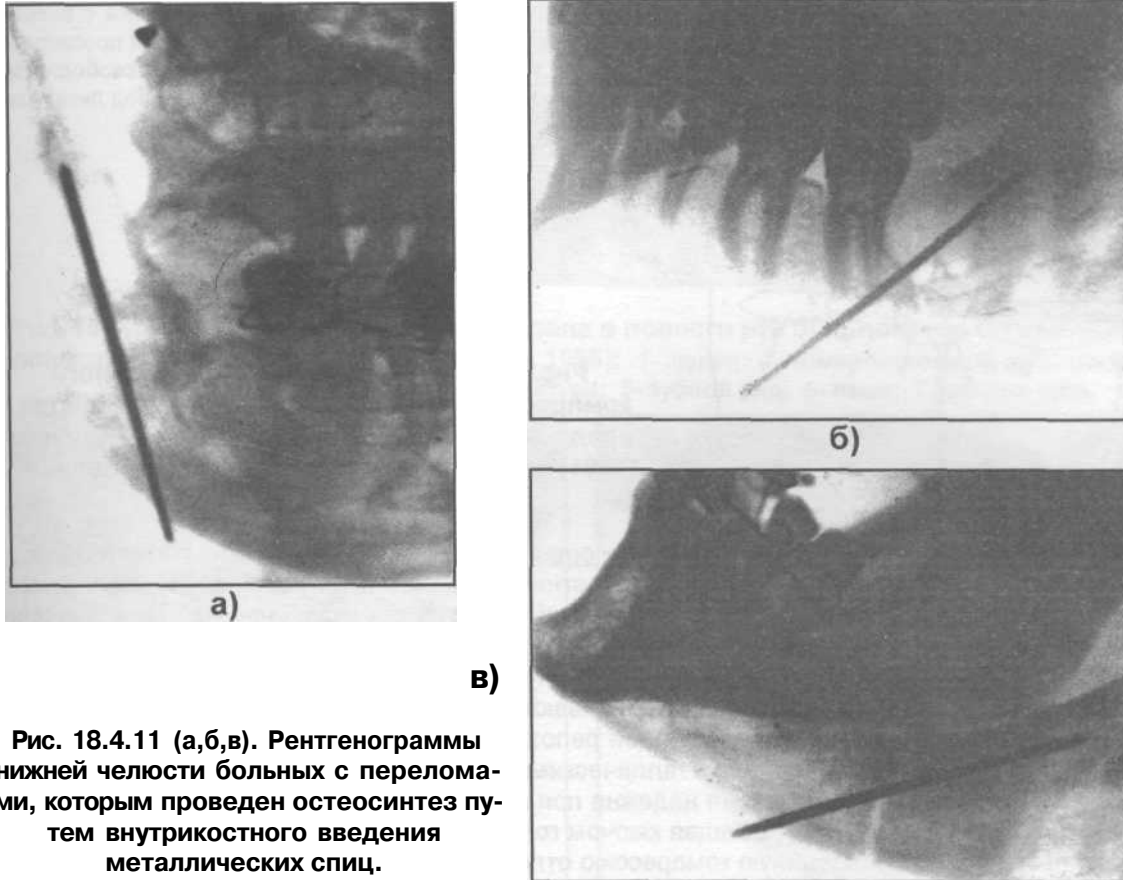 а)
б)
в)
Рис. 18.4.11 (а,б,в). Рентгенограммы
нижней челюсти больных с перелома-
ми, которым проведен остеосинтез пу-
тем внутрикостного введения
металлических спиц.